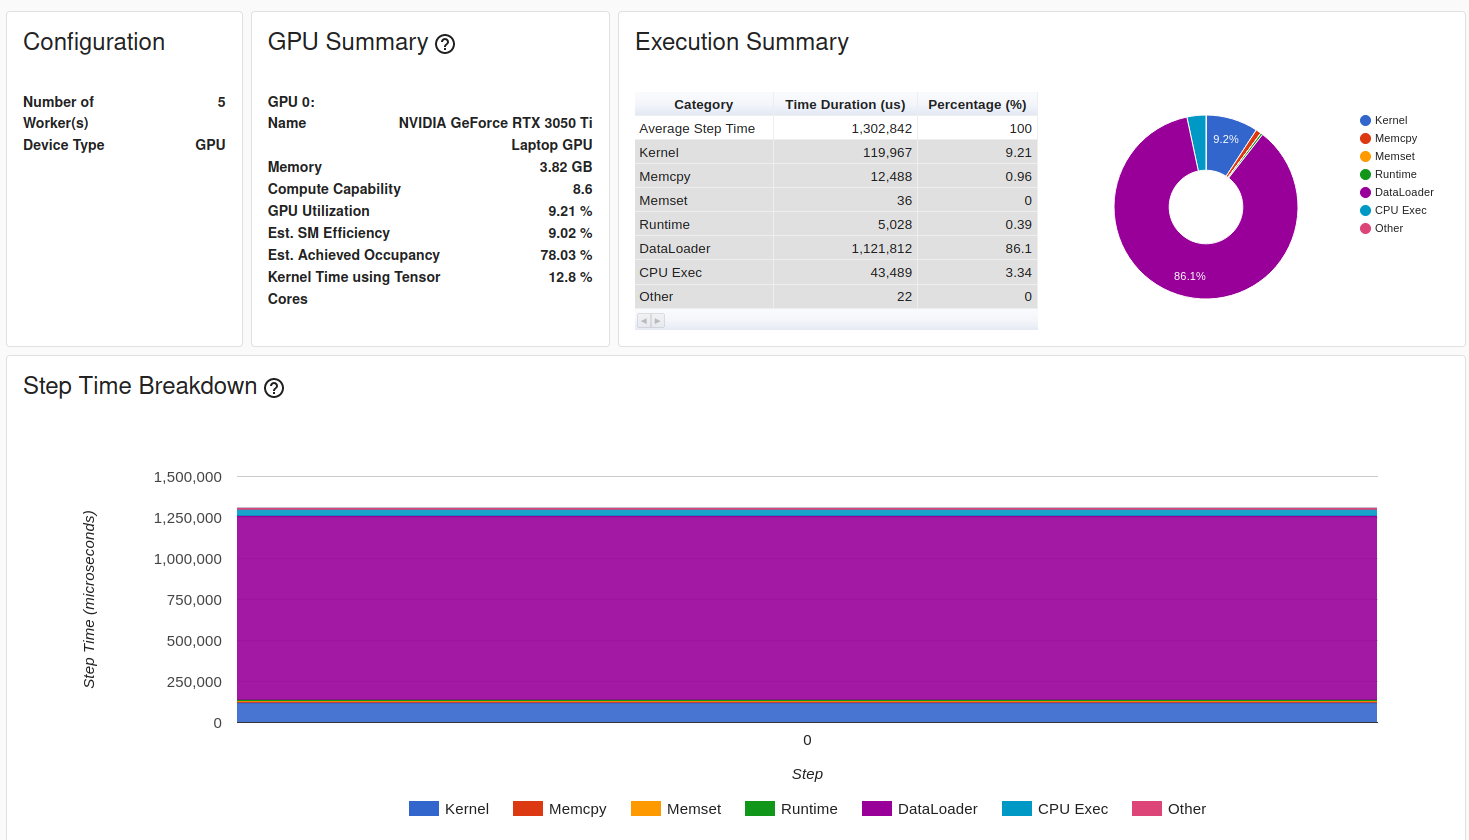 Configuration
Number of Worker(s) 5
Device Type GPU
GPU Summary ?
GPU 0:
Name NVIDIA GeForce RTX 3050 Ti
Laptop GPU
Memory 3.82 GB
Compute Capability 8.6
GPU Utilization 9.21 %
Est. SM Efficiency 9.02 %
Est. Achieved Occupancy 78.03 %
Kernel Time using Tensor Cores 12.8 %
Execution Summary
Category Time Duration (us) Percentage (%)
Average Step Time 1,302,842 100
Kernel 119,967 9.21
Memcpy 12,488 0.96
Memset 36 0
Runtime 5,028 0.39
DataLoader 1,121,812 86.1
CPU Exec 43,489 3.34
Other 22 0
9.2%
86.1%
Kernel
Memcpy
Memset
Runtime
DataLoader
CPU Exec
Other
Step Time Breakdown ?
Step Time (microseconds)
1,500,000
1,250,000
1,000,000
750,000
500,000
250,000
0
0
Step
Kernel Memcpy Memset Runtime DataLoader CPU Exec Other